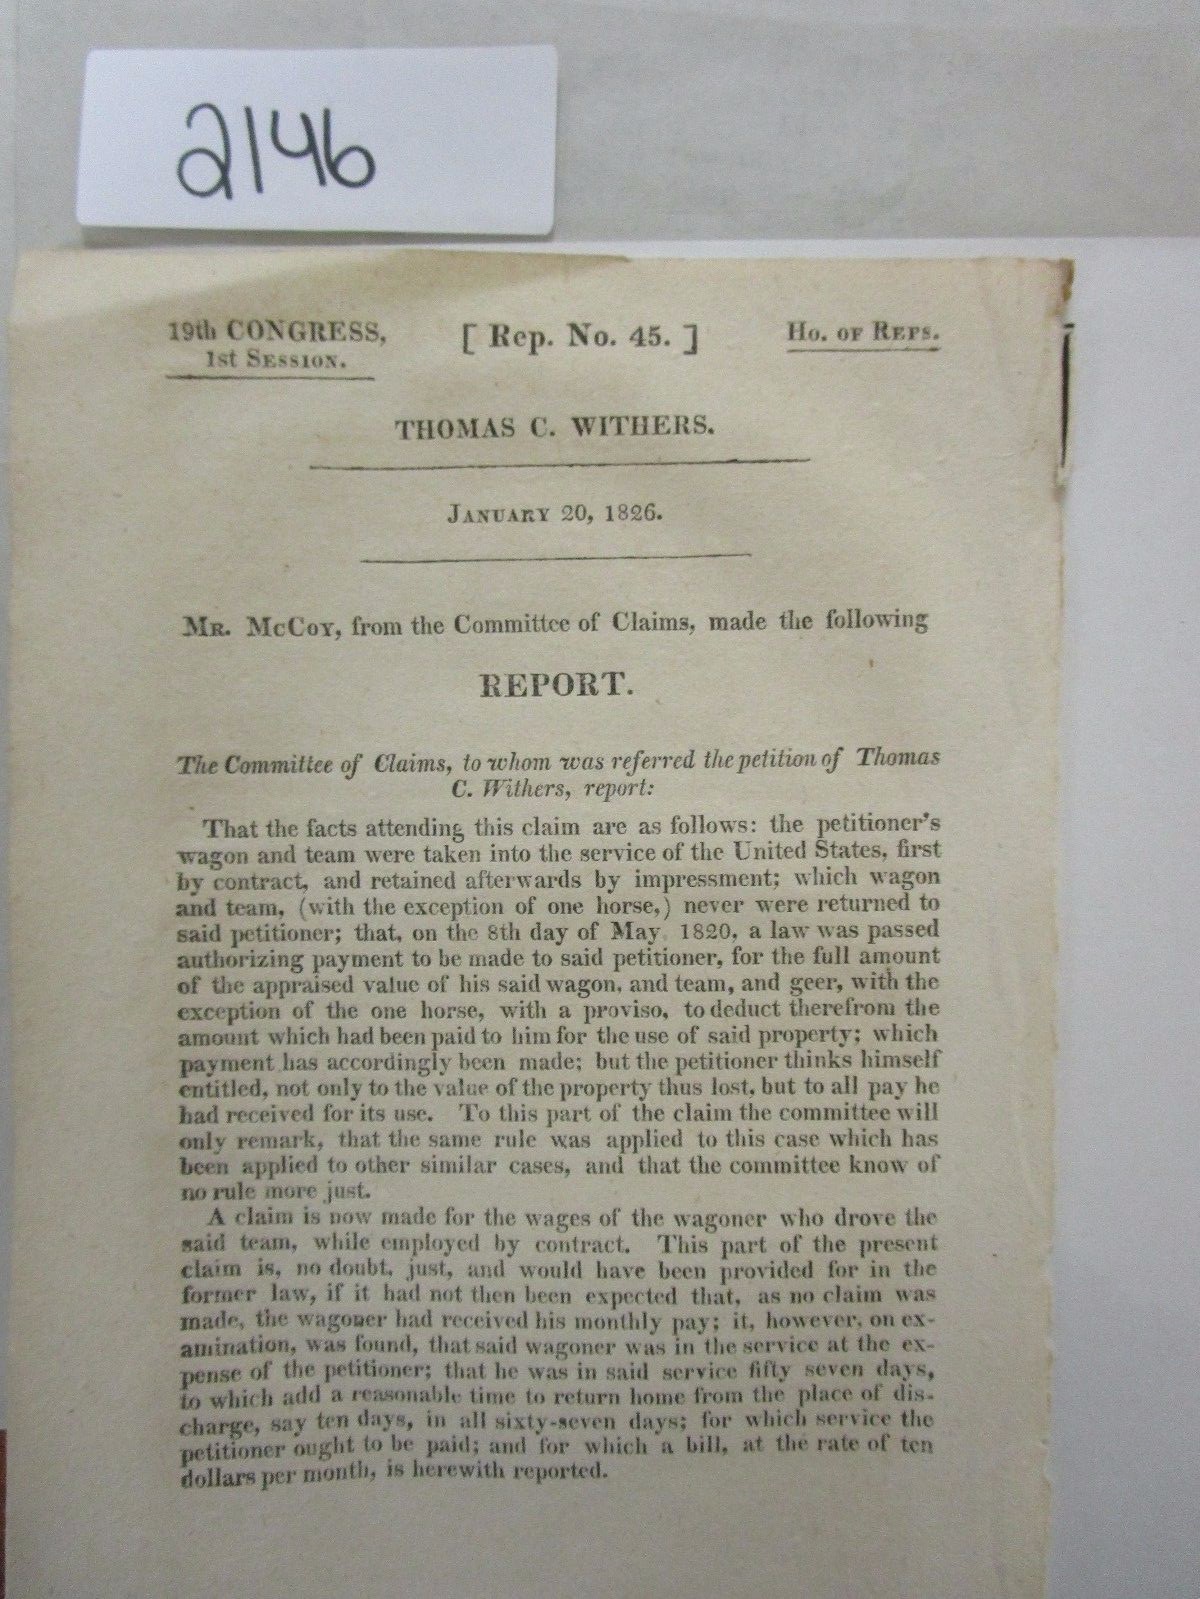 2146
19th CONGRESS,
1st SESSION.
[ Rep. No. 45. ]
HO. OF REPS.
THOMAS C. WITHERS.
JANUARY 20, 1826.
MR. McCOY, from the Committee of Claims, made the following
REPORT.
The Committee of Claims, to whom was referred the petition of Thomas
C. Withers, report:
That the facts attending this claim are as follows: the petitioner's
wagon and team were taken into the service of the United States, first
by contract, and retained afterwards by impressment; which wagon
and team, (with the exception of one horse,) never were returned to
said petitioner; that, on the 8th day of May 1820, a law was passed
authorizing payment to be made to said petitioner, for the full amount
of the appraised value of his said wagon, and team, and geer, with the
exception of the one horse, with a proviso, to deduct therefrom the
amount which had been paid to him for the use of said property; which
payment has accordingly been made; but the petitioner thinks himself
entitled, not only to the value of the property thus lost, but to all pay he
had received for its use. To this part of the claim the committee will
only remark, that the same rule was applied to this case which has
been applied to other similar cases, and that the committee know of
no rule more just.
A claim is now made for the wages of the wagoner who drove the
said team, while employed by contract. This part of the present
claim is, no doubt, just, and would have been provided for in the
former law, if it had not then been expected that, as no claim was
made, the wagoner had received his monthly pay; it, however, on ex-
amination, was found, that said wagoner was in the service at the ex-
pense of the petitioner; that he was in said service fifty seven days,
to which add a reasonable time to return home from the place of dis-
charge, say ten days, in all sixty-seven days; for which service the
petitioner ought to be paid; and for which a bill, at the rate of ten
dollars per month, is herewith reported.